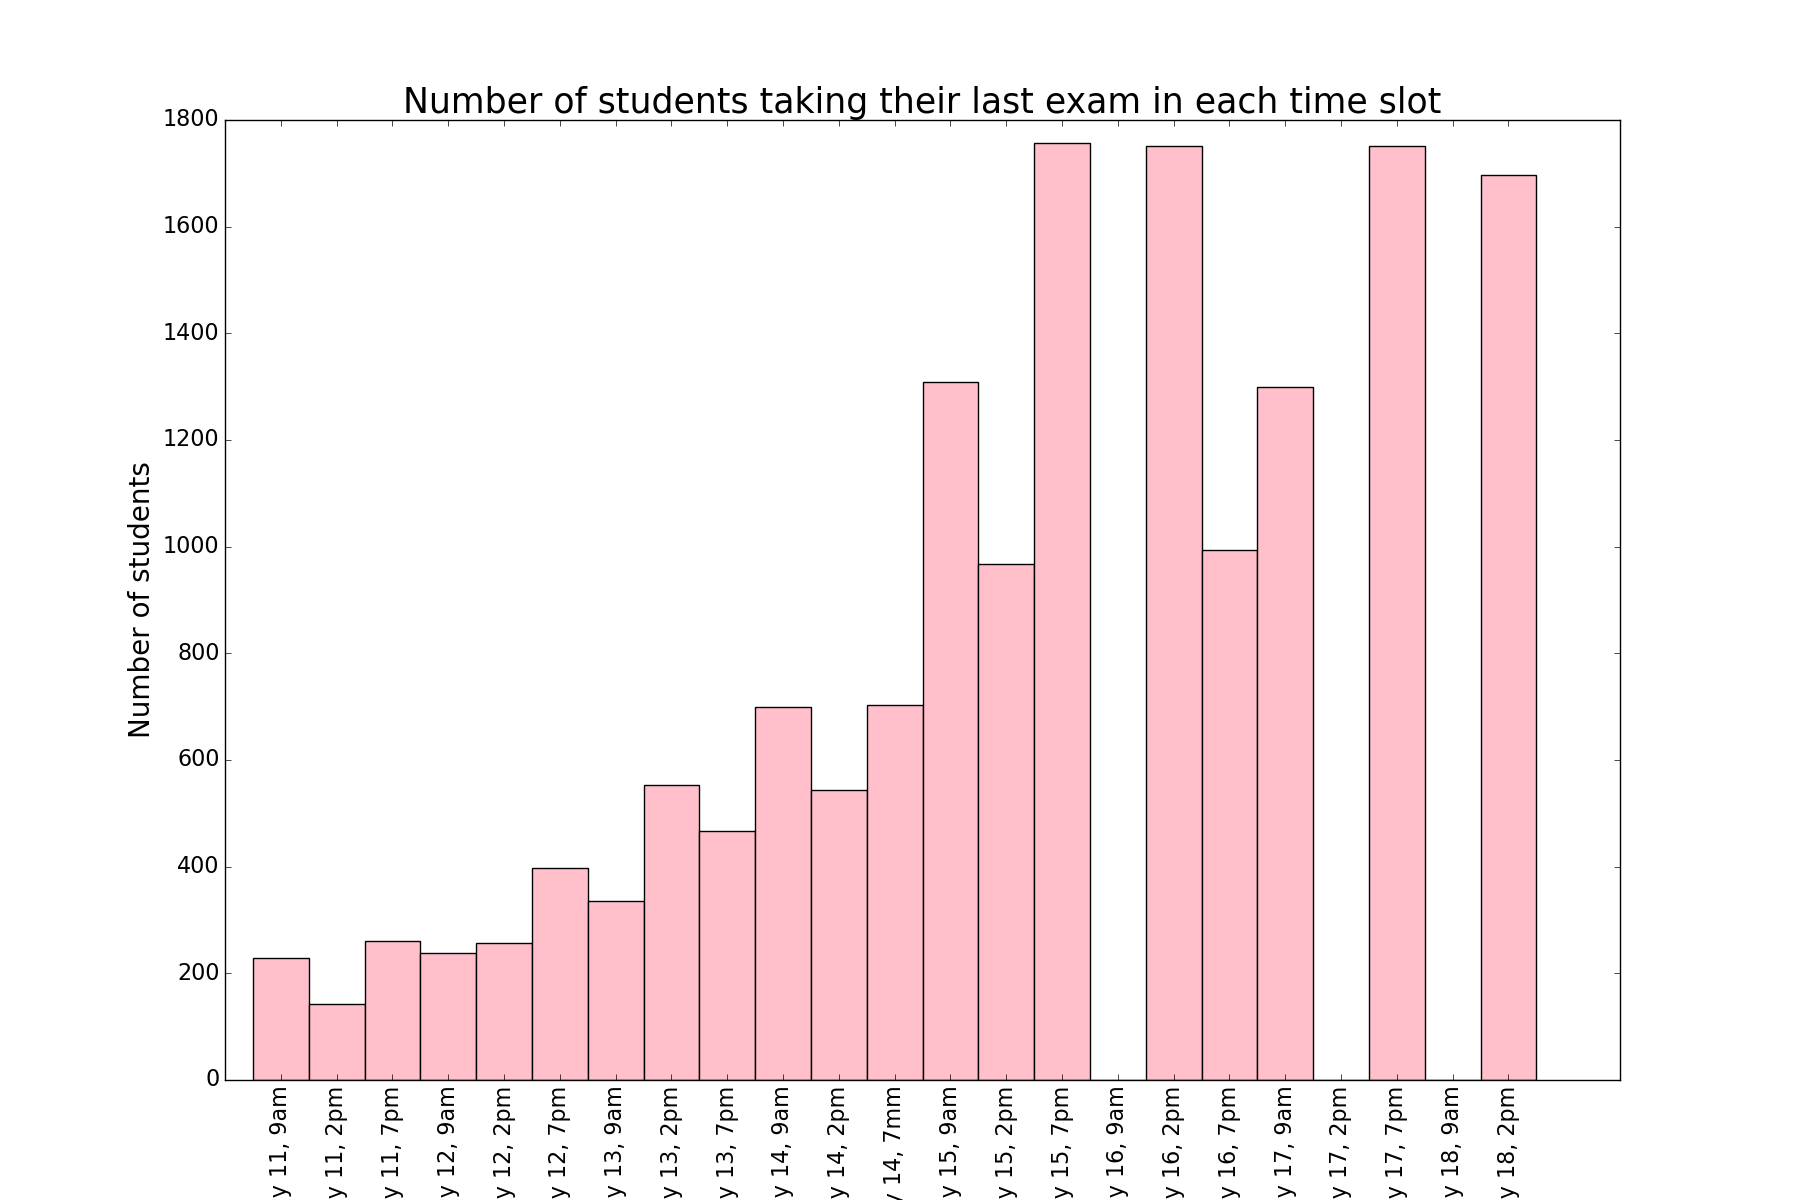 Number of students taking their last exam in each time slot
Number of students
1800
1600
1400
1200
1000
800
600
400
200
0
y 11, 9am
y 11, 2pm
y 11, 7pm
y 12, 9am
y 12, 2pm
y 12, 7pm
y 13, 9am
y 13, 2pm
y 13, 7pm
y 14, 9am
y 14, 2pm
y 14, 7mm
y 15, 9am
y 15, 2pm
y 15, 7pm
y 16, 9am
y 16, 2pm
y 16, 7pm
y 17, 9am
y 17, 2pm
y 17, 7pm
y 18, 9am
y 18, 2pm